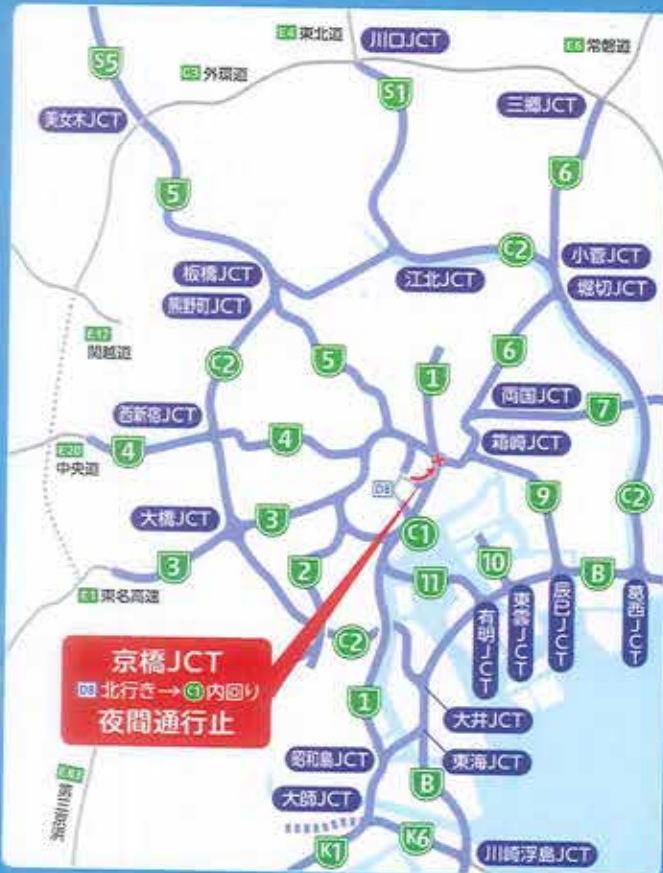 E4 東北道
川口JCT
E6 常磐道
S5
C3 外環道
S1
三郷JCT
美女木JCT
6
5
C2
小菅JCT
板橋JCT
江北JCT
堀切JCT
熊野町JCT
E17
関越道
5
1
6
C2
両国JCT
7
西新宿JCT
箱崎JCT
4
4
E20
中央道
D8
9
C2
大橋JCT
3
C1
10
3
2
11
B
E1 東名高速
有明JCT
東雲JCT
辰巳JCT
葛西JCT
C2
京橋JCT
D8 北行き→C1内回り
夜間通行止
1
大井JCT
昭和島JCT
東海JCT
E83
大師JCT
B
K1
K6
川崎浮島JCT